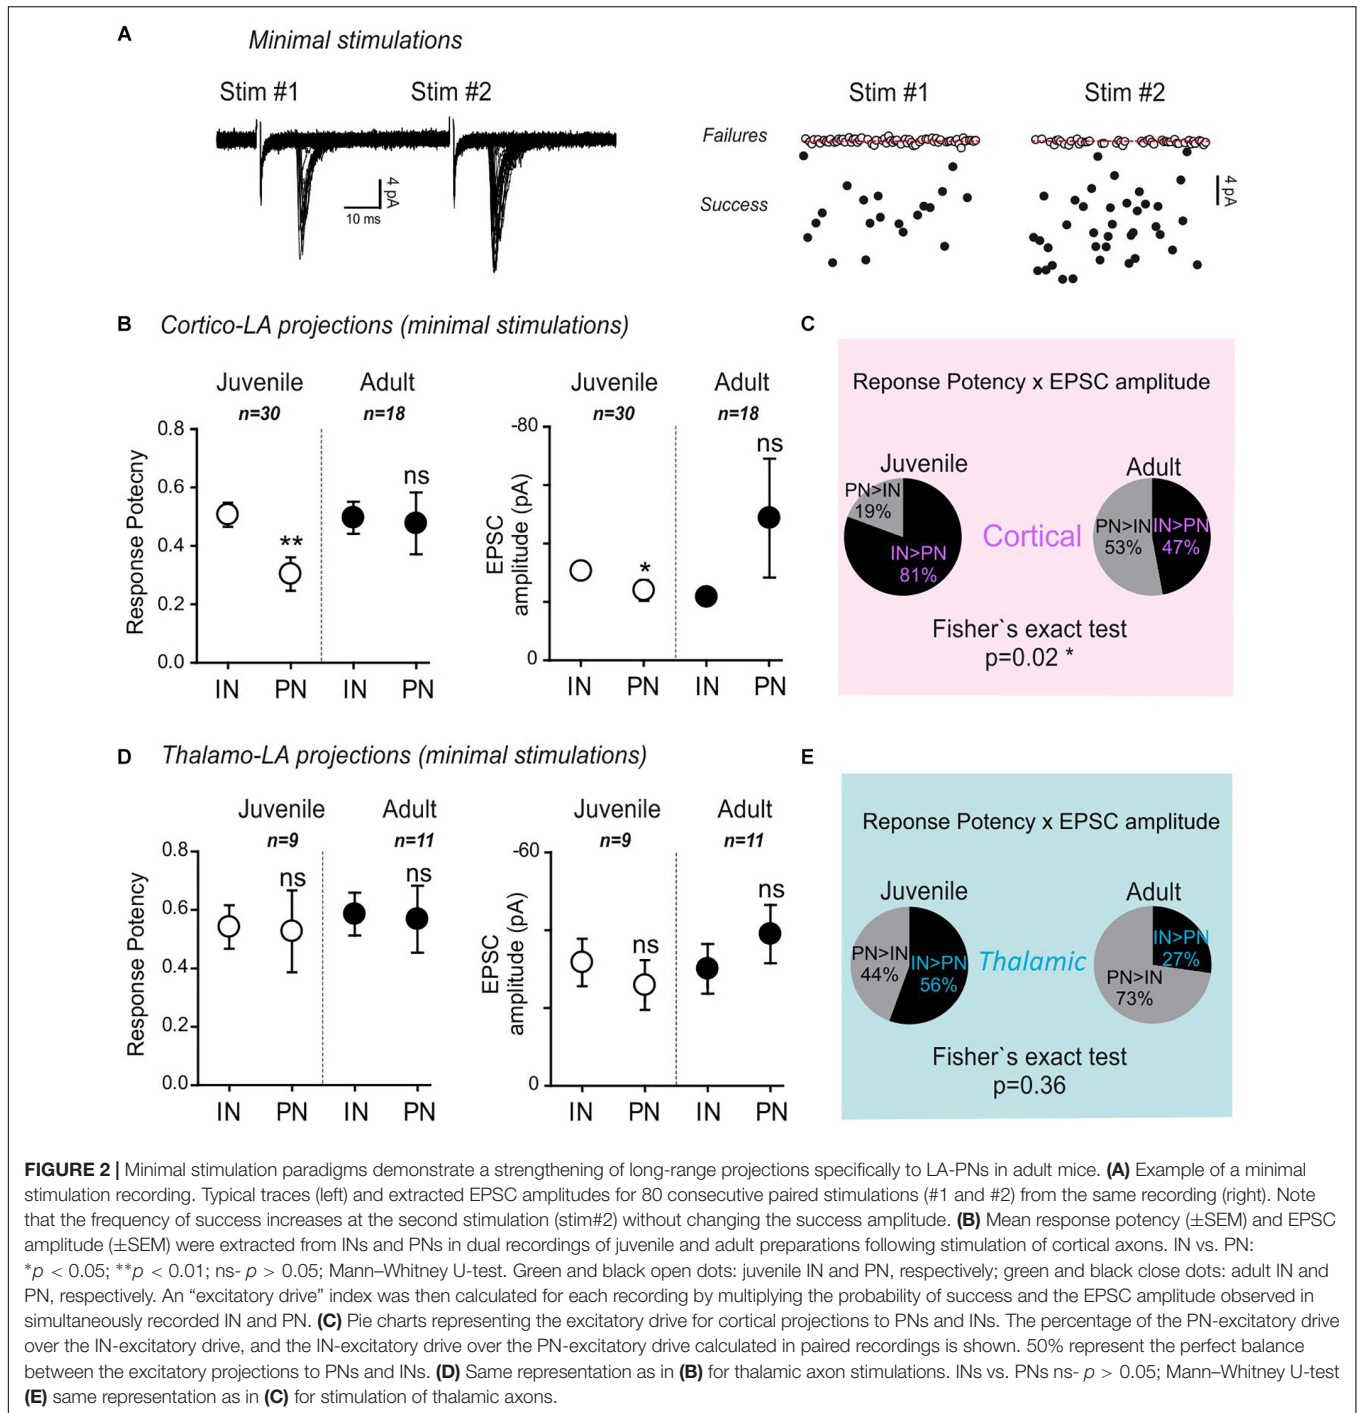 A
Minimal stimulations
Stim #1
Stim #2
4 pA
10 ms
Stim #1
Stim #2
Failures
Success
4 pA
B
Cortico-LA projections (minimal stimulations)
Juvenile
n=30
Adult
n=18
Response Potecny
0.8
0.6
0.4
0.2
0.0
**
ns
IN
PN
IN
PN
Juvenile
n=30
Adult
n=18
EPSC
amplitude (pA)
-80
0
*
ns
IN
PN
IN
PN
C
Reponse Potency x EPSC amplitude
Juvenile
PN>IN
19%
IN>PN
81%
Cortical
Adult
PN>IN
53%
IN>PN
47%
Fisher`s exact test
p=0.02 *
D
Thalamo-LA projections (minimal stimulations)
Juvenile
n=9
Adult
n=11
Response Potency
0.8
0.6
0.4
0.2
0.0
ns
ns
IN
PN
IN
PN
Juvenile
n=9
Adult
n=11
EPSC
amplitude (pA)
-60
0
ns
ns
IN
PN
IN
PN
E
Reponse Potency x EPSC amplitude
Juvenile
PN>IN
44%
IN>PN
56%
Thalamic
Adult
IN>PN
27%
PN>IN
73%
Fisher`s exact test
p=0.36
FIGURE 2 | Minimal stimulation paradigms demonstrate a strengthening of long-range projections specifically to LA-PNs in adult mice. (A) Example of a minimal
stimulation recording. Typical traces (left) and extracted EPSC amplitudes for 80 consecutive paired stimulations (#1 and #2) from the same recording (right). Note
that the frequency of success increases at the second stimulation (stim#2) without changing the success amplitude. (B) Mean response potency (±SEM) and EPSC
amplitude (±SEM) were extracted from INs and PNs in dual recordings of juvenile and adult preparations following stimulation of cortical axons. IN vs. PN:
*p < 0.05; **p < 0.01; ns- p > 0.05; Mann–Whitney U-test. Green and black open dots: juvenile IN and PN, respectively; green and black close dots: adult IN and
PN, respectively. An “excitatory drive” index was then calculated for each recording by multiplying the probability of success and the EPSC amplitude observed in
simultaneously recorded IN and PN. (C) Pie charts representing the excitatory drive for cortical projections to PNs and INs. The percentage of the PN-excitatory drive
over the IN-excitatory drive, and the IN-excitatory drive over the PN-excitatory drive calculated in paired recordings is shown. 50% represent the perfect balance
between the excitatory projections to PNs and INs. (D) Same representation as in (B) for thalamic axon stimulations. INs vs. PNs ns- p > 0.05; Mann–Whitney U-test
(E) same representation as in (C) for stimulation of thalamic axons.